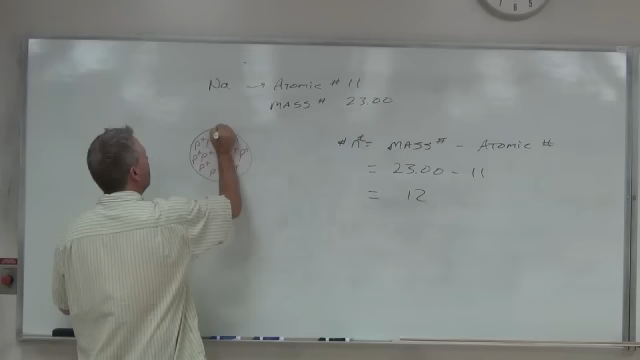 Na → ATOMIC # 11
MASS # 23.00
# n° = MASS # - ATOMIC #
= 23.00 - 11
= 12
P+ P+
P+ P+ P+
P+
P+